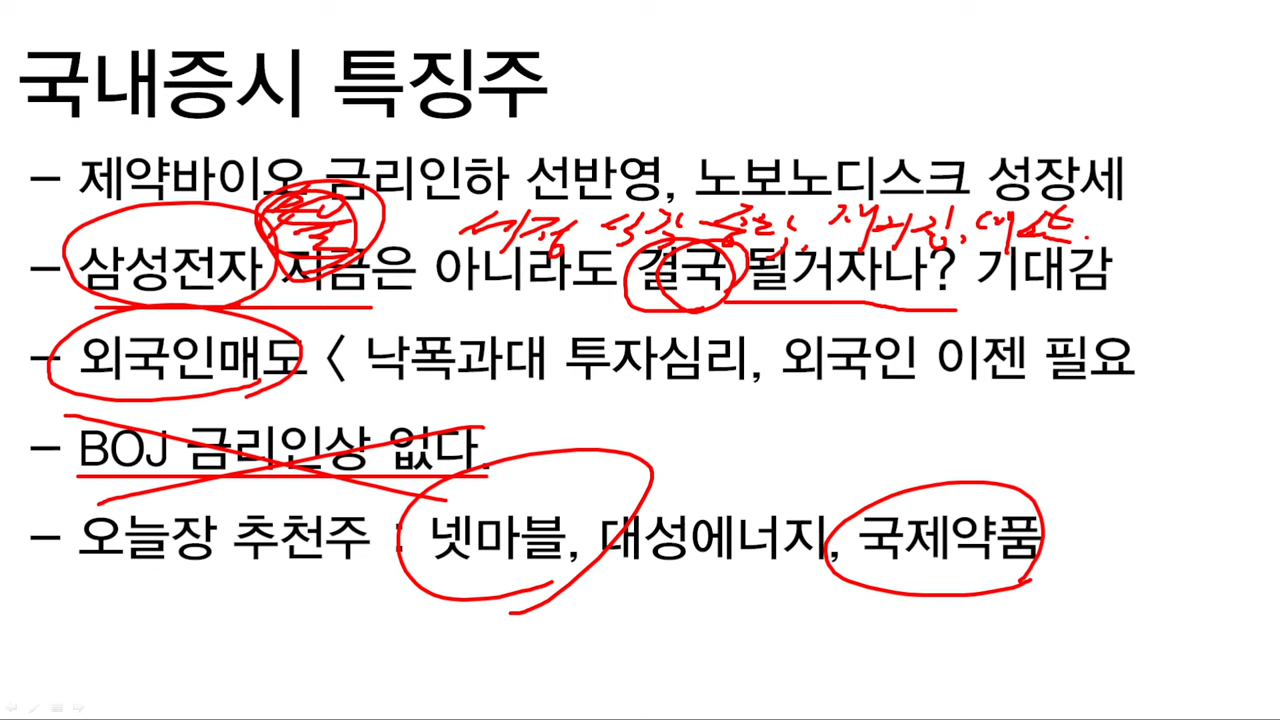 국내증시 특징주
- 제약바이오 금리인하 선반영, 노보노디스크 성장세
- 삼성전자 지금은 아니라도 결국 될거자나? 기대감
- 외국인매도 < 낙폭과대 투자심리, 외국인 이젠 필요
- BOJ 금리인상 없다.
- 오늘장 추천주 : 넷마블, 대성에너지, 국제약품